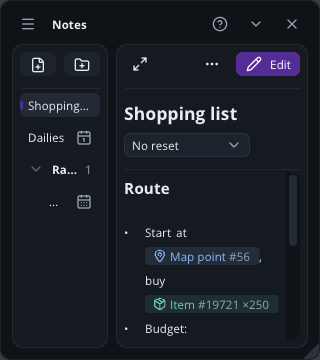 Notes
Shopping...
Dailies
Ra... 1
...
Edit
Shopping list
No reset
Route
• Start at
Map point #56 ,
buy
Item #19721 ×250
• Budget: